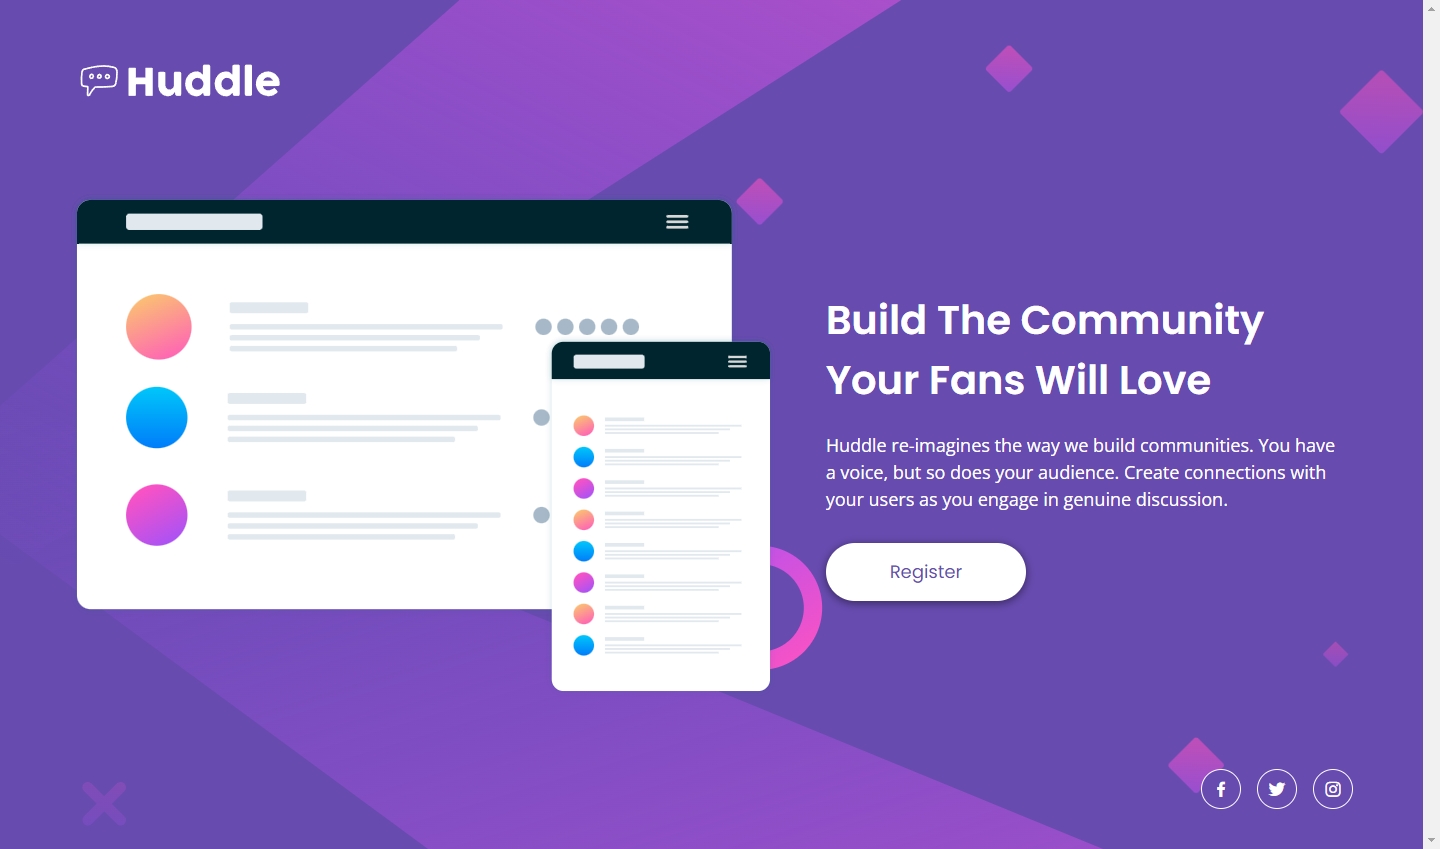 Huddle
Build The Community
Your Fans Will Love
Huddle re-imagines the way we build communities. You have
a voice, but so does your audience. Create connections with
your users as you engage in genuine discussion.
Register